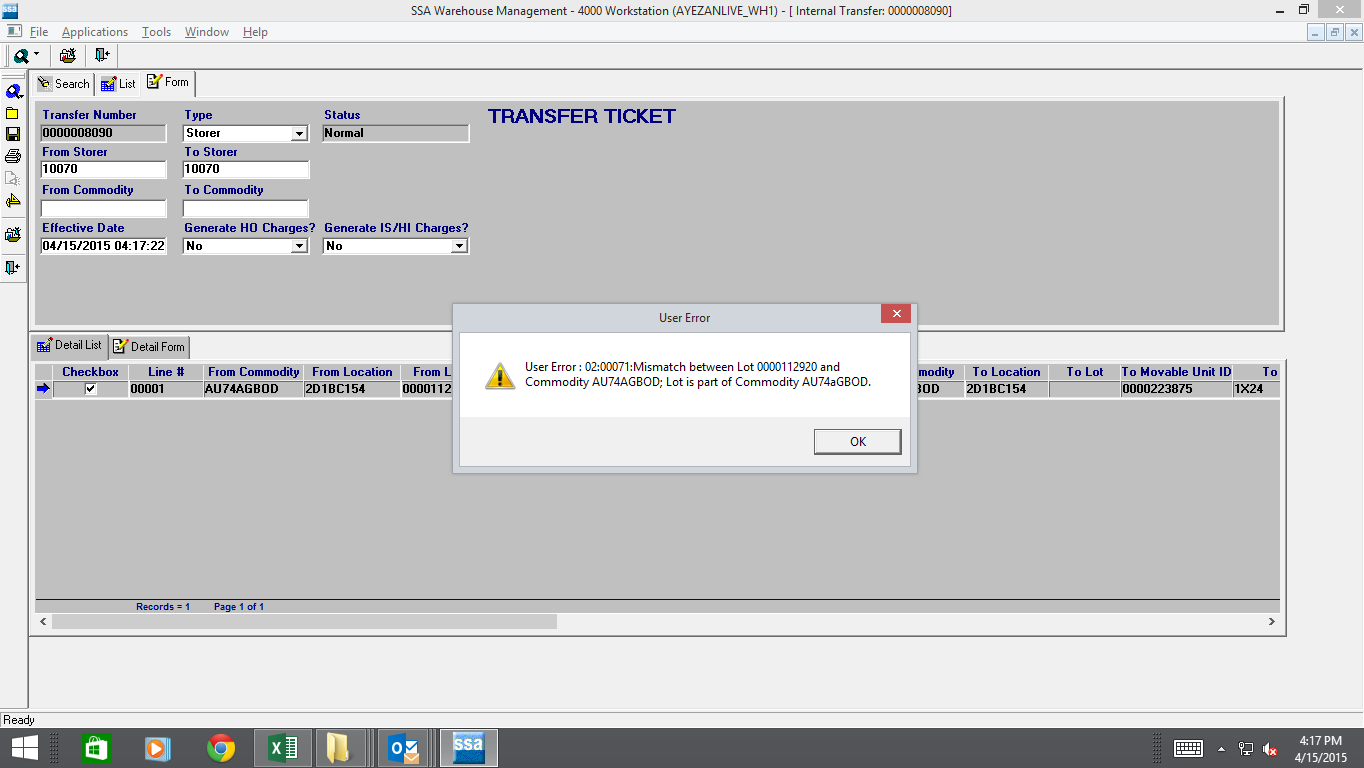 SSA Warehouse Management - 4000 Workstation (AYEZANLIVE_WH1) - [ Internal Transfer: 0000008090]
File Applications Tools Window Help
Search List Form
TRANSFER TICKET
Transfer Number Type Status
0000008090 Storer Normal
From Storer To Storer
10070 10070
From Commodity To Commodity
Effective Date Generate HO Charges? Generate IS/HI Charges?
04/15/2015 04:17:22 No No
User Error
User Error : 02:00071:Mismatch between Lot 0000112920 and
Commodity AU74AGBOD; Lot is part of Commodity AU74aGBOD.
OK
Detail List Detail Form
Checkbox Line # From Commodity From Location From L modity To Location To Lot To Movable Unit ID To
00001 AU74AGBOD 2D1BC154 0000112 BOD 2D1BC154 0000223875 1X24
Records = 1 Page 1 of 1
Ready
ssa
4:17 PM
4/15/2015